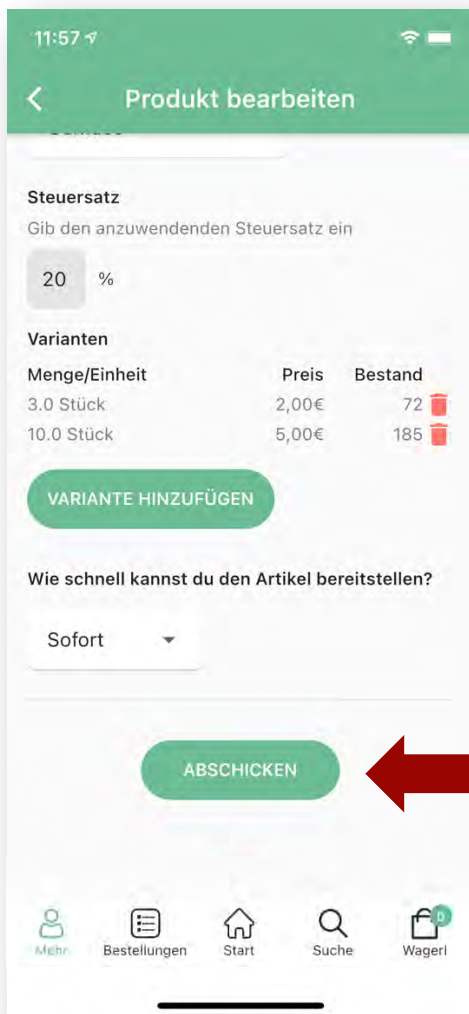 11:57
Produkt bearbeiten
Steuersatz
Gib den anzuwendenden Steuersatz ein
20 %
Varianten
Menge/Einheit Preis Bestand
3.0 Stück 2,00€ 72
10.0 Stück 5,00€ 185
VARIANTE HINZUFÜGEN
Wie schnell kannst du den Artikel bereitstellen?
Sofort
ABSCHICKEN
0
Mehr Bestellungen Start Suche Wagerl